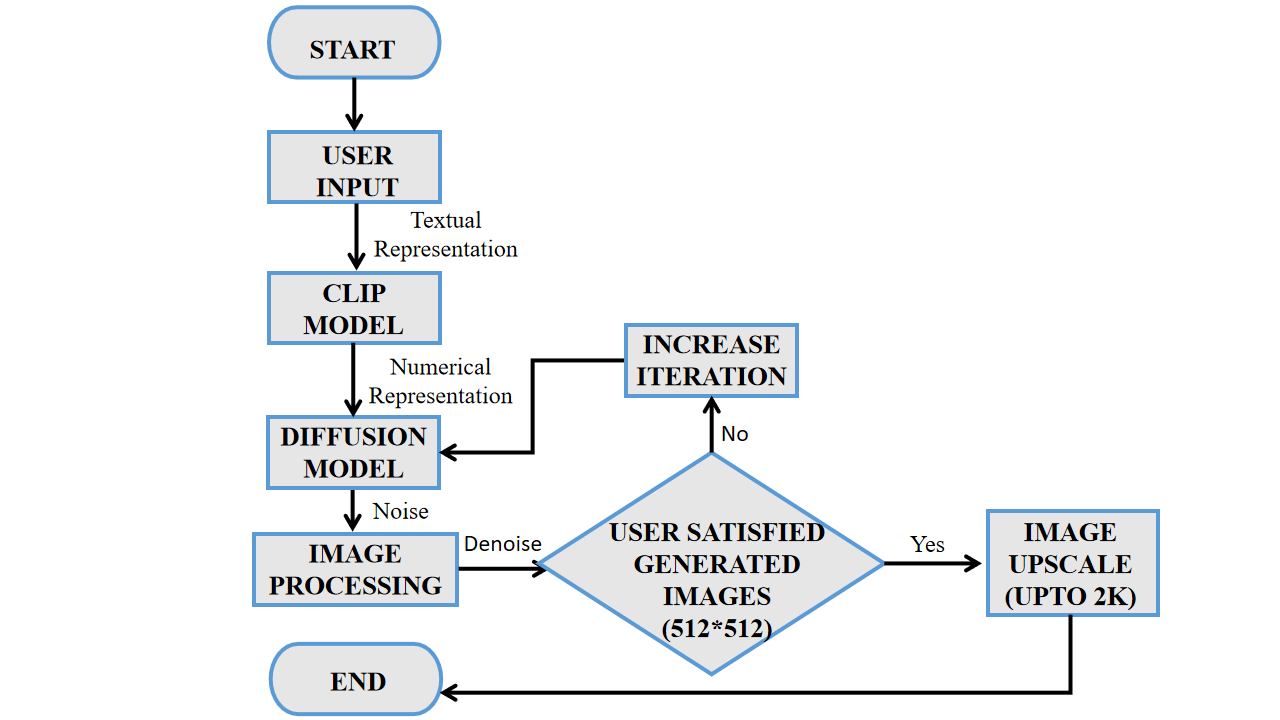 START
USER
INPUT
Textual
Representation
CLIP
MODEL
Numerical
Representation
INCREASE
ITERATION
DIFFUSION
MODEL
No
Noise
IMAGE
PROCESSING
Denoise
USER SATISFIED
GENERATED
IMAGES
(512*512)
Yes
IMAGE
UPSCALE
(UPTO 2K)
END